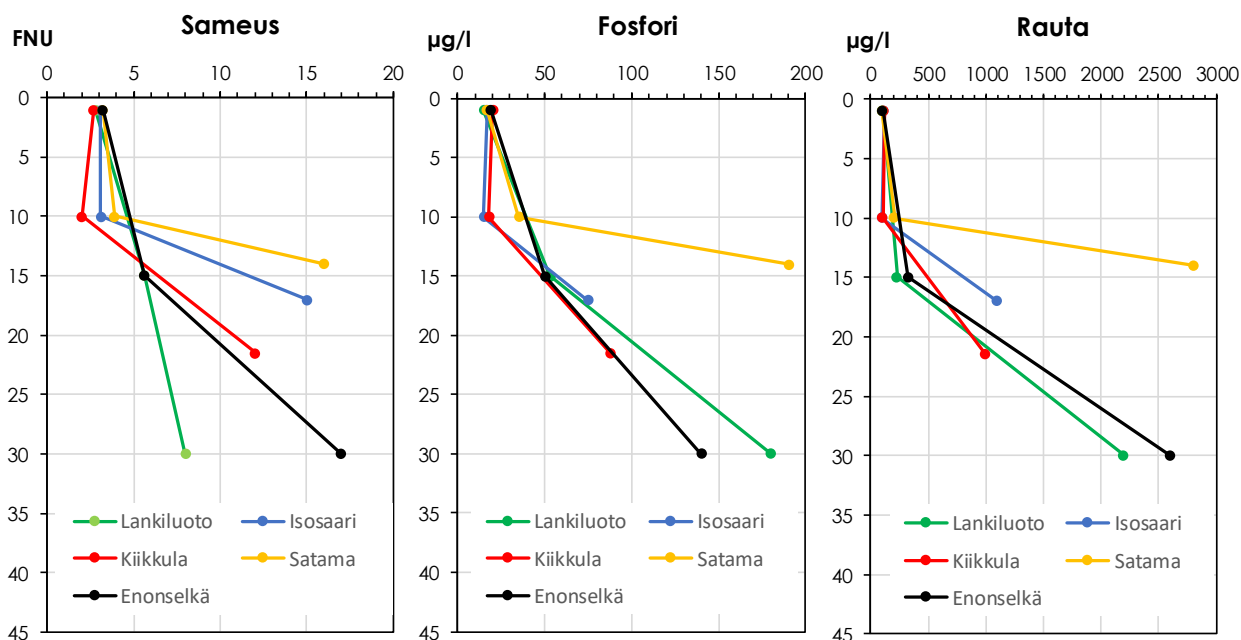 Sameus
FNU
0 5 10 15 20
0
5
10
15
20
25
30
35
40
45
Lankiluoto Isosaari
Kiikkula Satama
Enonselkä
Fosfori
µg/l
0 50 100 150 200
0
5
10
15
20
25
30
35
40
45
Lankiluoto Isosaari
Kiikkula Satama
Enonselkä
Rauta
µg/l
0 500 1000 1500 2000 2500 3000
0
5
10
15
20
25
30
35
40
45
Lankiluoto Isosaari
Kiikkula Satama
Enonselkä